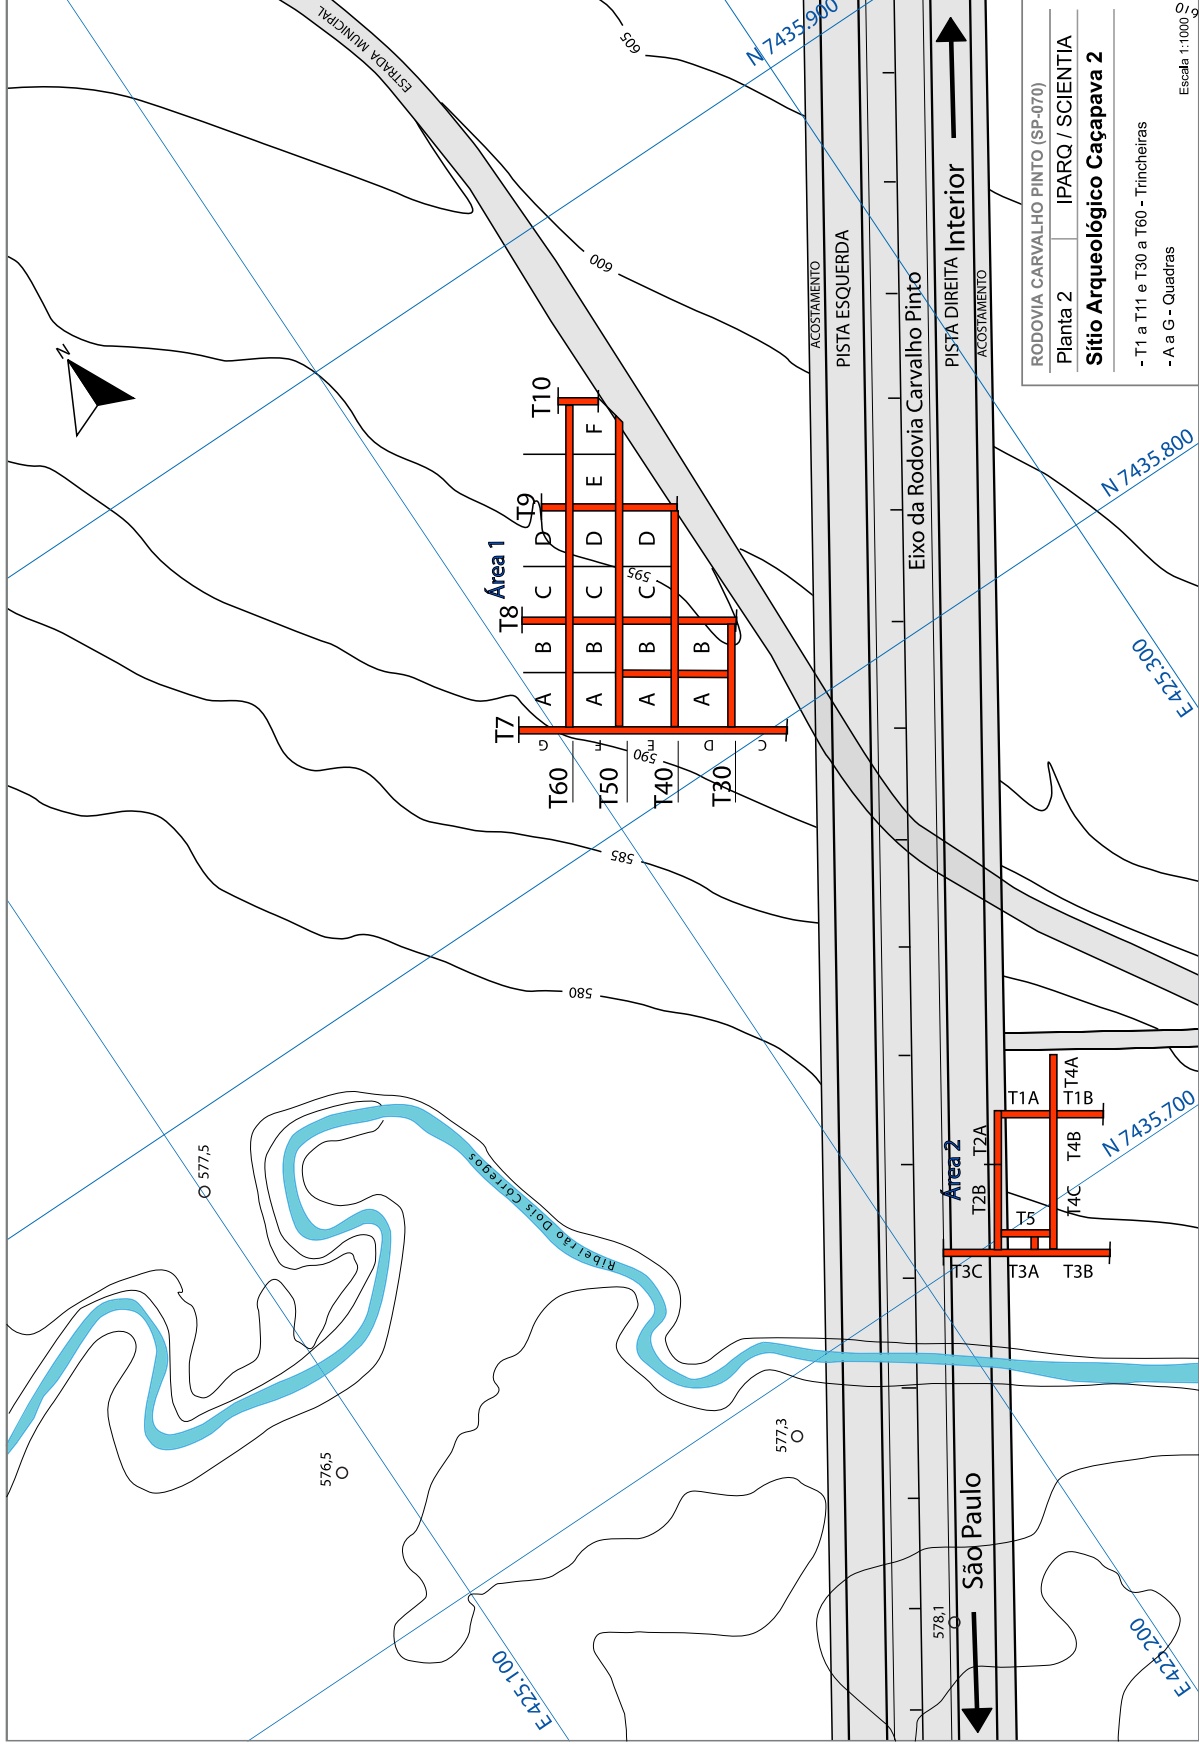 ESTRADA MUNICIPAL
605
N 7435.900
600
N
T10
T9
Área 1
T8
T7
F
E
D
D
D
C
C
C
595
B
B
B
B
A
A
A
A
G
F
E
D
C
590
T60
T50
T40
T30
585
580
ACOSTAMENTO
PISTA ESQUERDA
Eixo da Rodovia Carvalho Pinto
PISTA DIREITA
Interior
ACOSTAMENTO
RODOVIA CARVALHO PINTO (SP-070)
Planta 2
IPARQ / SCIENTIA
Sítio Arqueológico Caçapava 2
- T1 a T11 e T30 a T60 - Trincheiras
- A a G - Quadras
Escala 1:1000
610
N 7435.800
E 425.300
577,5
Ribeirão Dois Córregos
Área 2
T2A
T2B
T1A
T1B
T4A
T4B
T4C
T5
T3C
T3A
T3B
N 7435.700
576,5
577,3
São Paulo
578,1
E 425.100
E 425.200